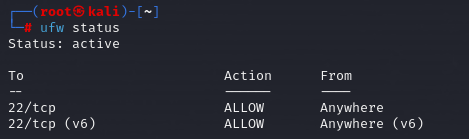 ┌──(root㉿kali)-[~]
└─# ufw status
Status: active
To                         Action      From
--                         ------      ----
22/tcp                     ALLOW       Anywhere
22/tcp (v6)                ALLOW       Anywhere (v6)